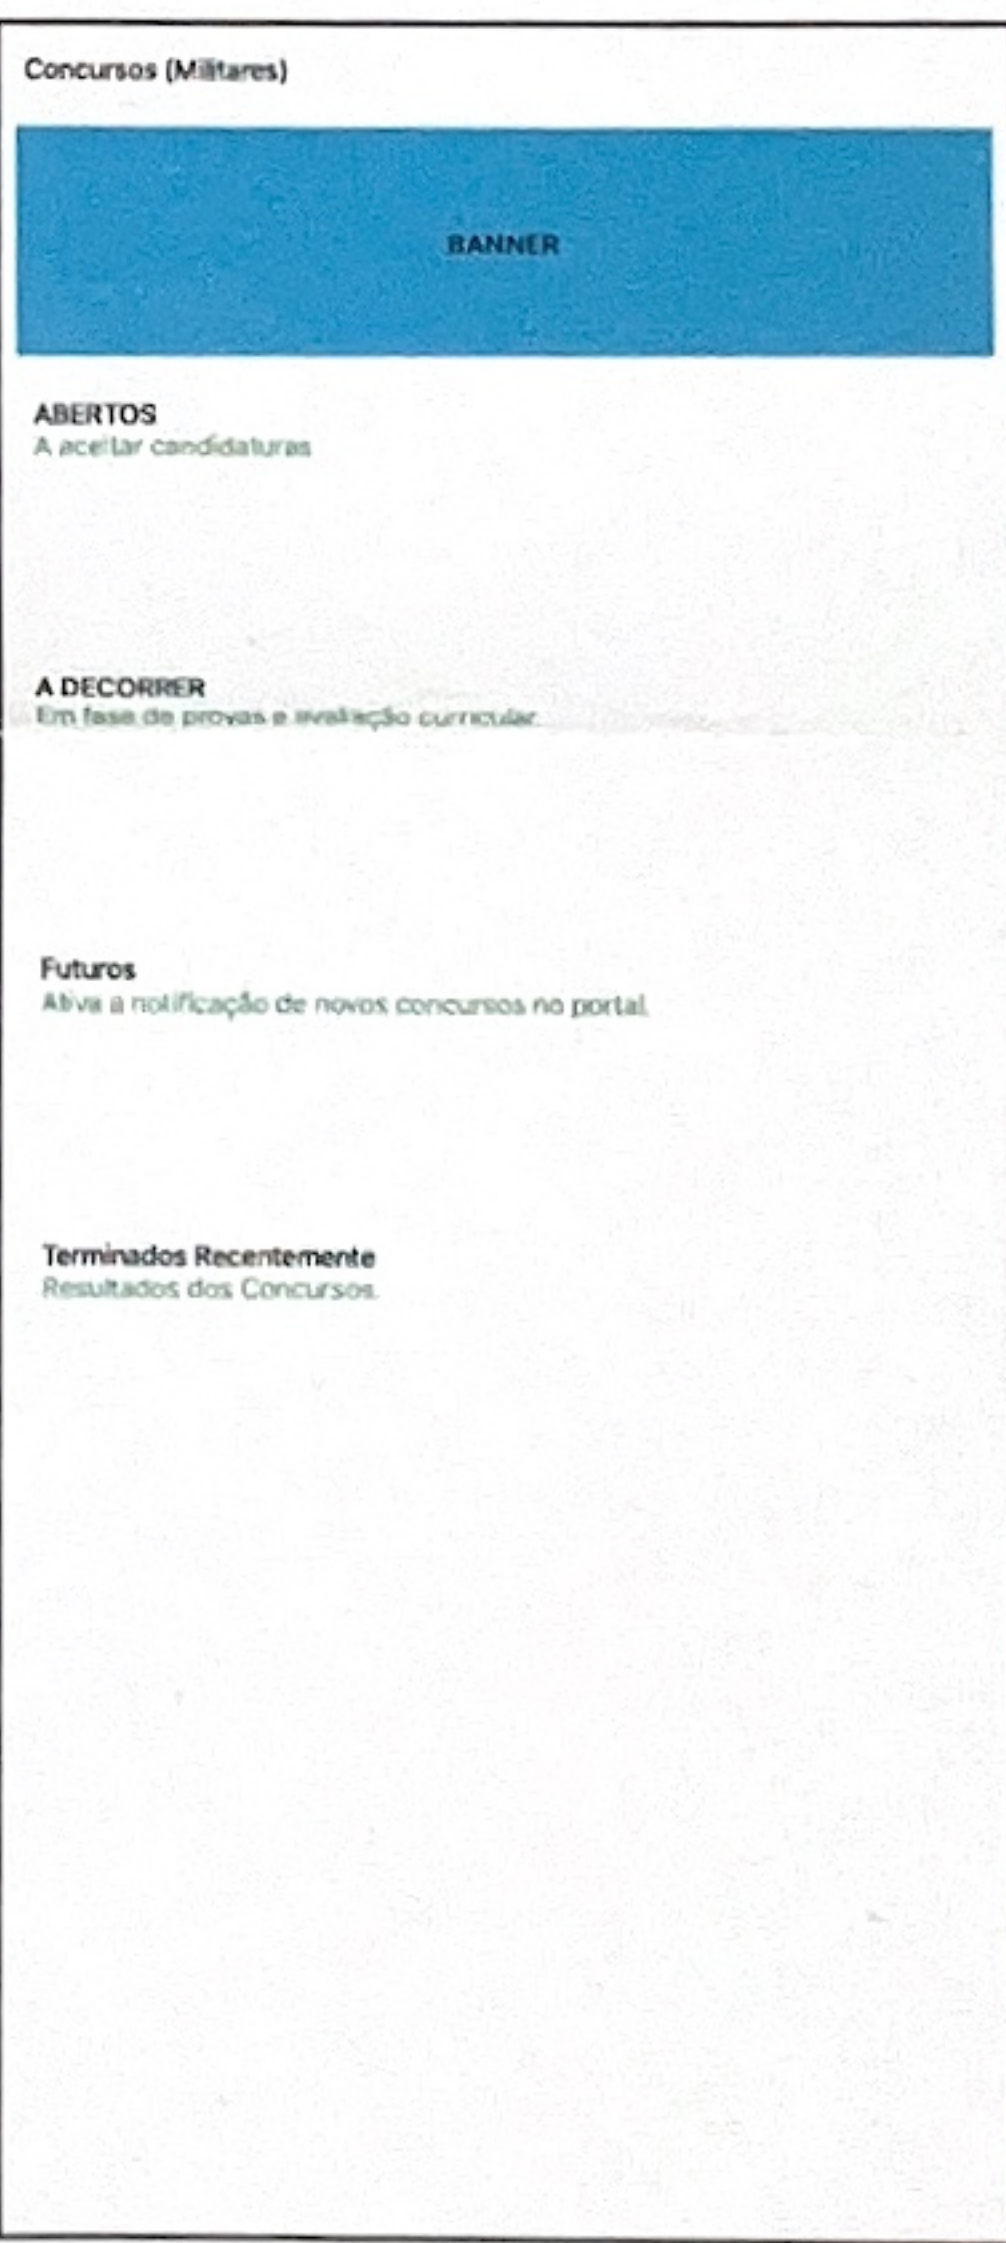 Concursos (Militares)
BANNER
ABERTOS
A aceitar candidaturas
A DECORRER
Em fase de provas e avaliação curricular.
Futuros
Ativa a notificação de novos concursos no portal.
Terminados Recentemente
Resultados dos Concursos.